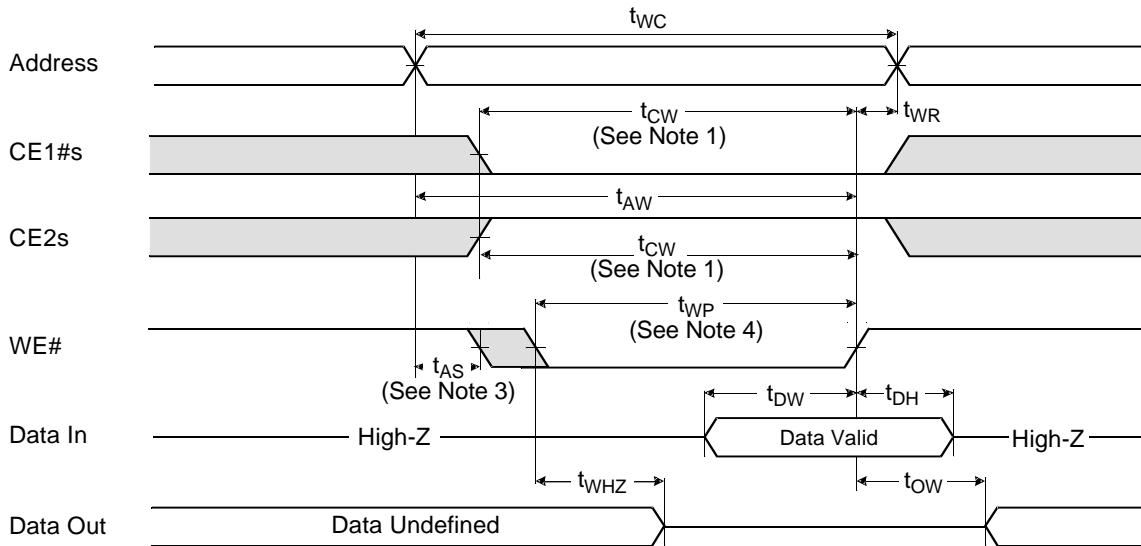 tWC
Address
tCW
(See Note 1)
tWR
CE1#s
tAW
CE2s
tCW
(See Note 1)
tWP
(See Note 4)
WE#
tAS
(See Note 3)
tDW
tDH
Data In
High-Z
Data Valid
High-Z
tWHZ
tOW
Data Out
Data Undefined